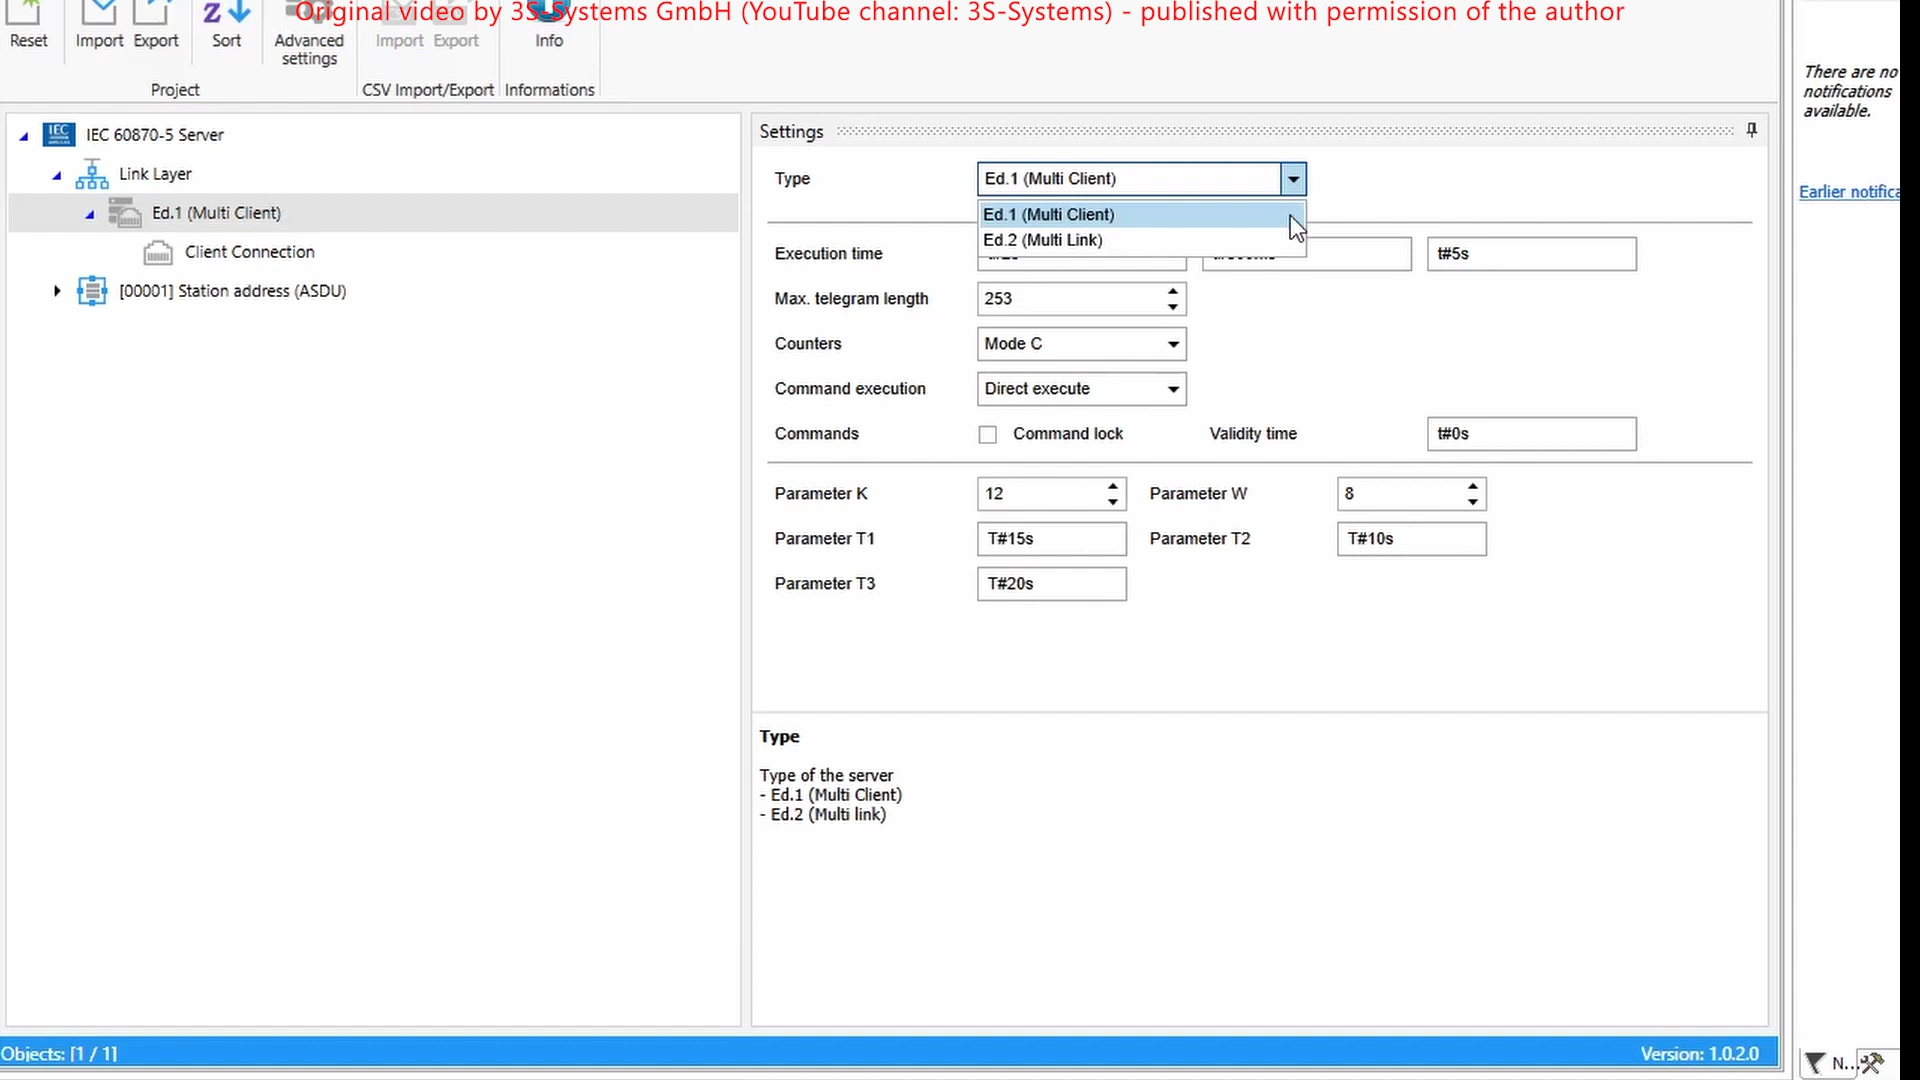 Original video by 3S-Systems GmbH (YouTube channel: 3S-Systems) - published with permission of the author
Reset
Import
Export
Sort
Advanced
settings
Import
Export
Info
Project
CSV Import/Export
Informations
IEC
IEC 60870-5 Server
Link Layer
Ed.1 (Multi Client)
Client Connection
[00001] Station address (ASDU)
Settings
Type
Ed.1 (Multi Client)
Ed.1 (Multi Client)
Ed.2 (Multi Link)
Execution time
t#5s
Max. telegram length
253
Counters
Mode C
Command execution
Direct execute
Commands
Command lock
Validity time
t#0s
Parameter K
12
Parameter W
8
Parameter T1
T#15s
Parameter T2
T#10s
Parameter T3
T#20s
Type
Type of the server
- Ed.1 (Multi Client)
- Ed.2 (Multi link)
There are no
notifications
available.
Earlier notifica
Objects: [1 / 1]
Version: 1.0.2.0
N...